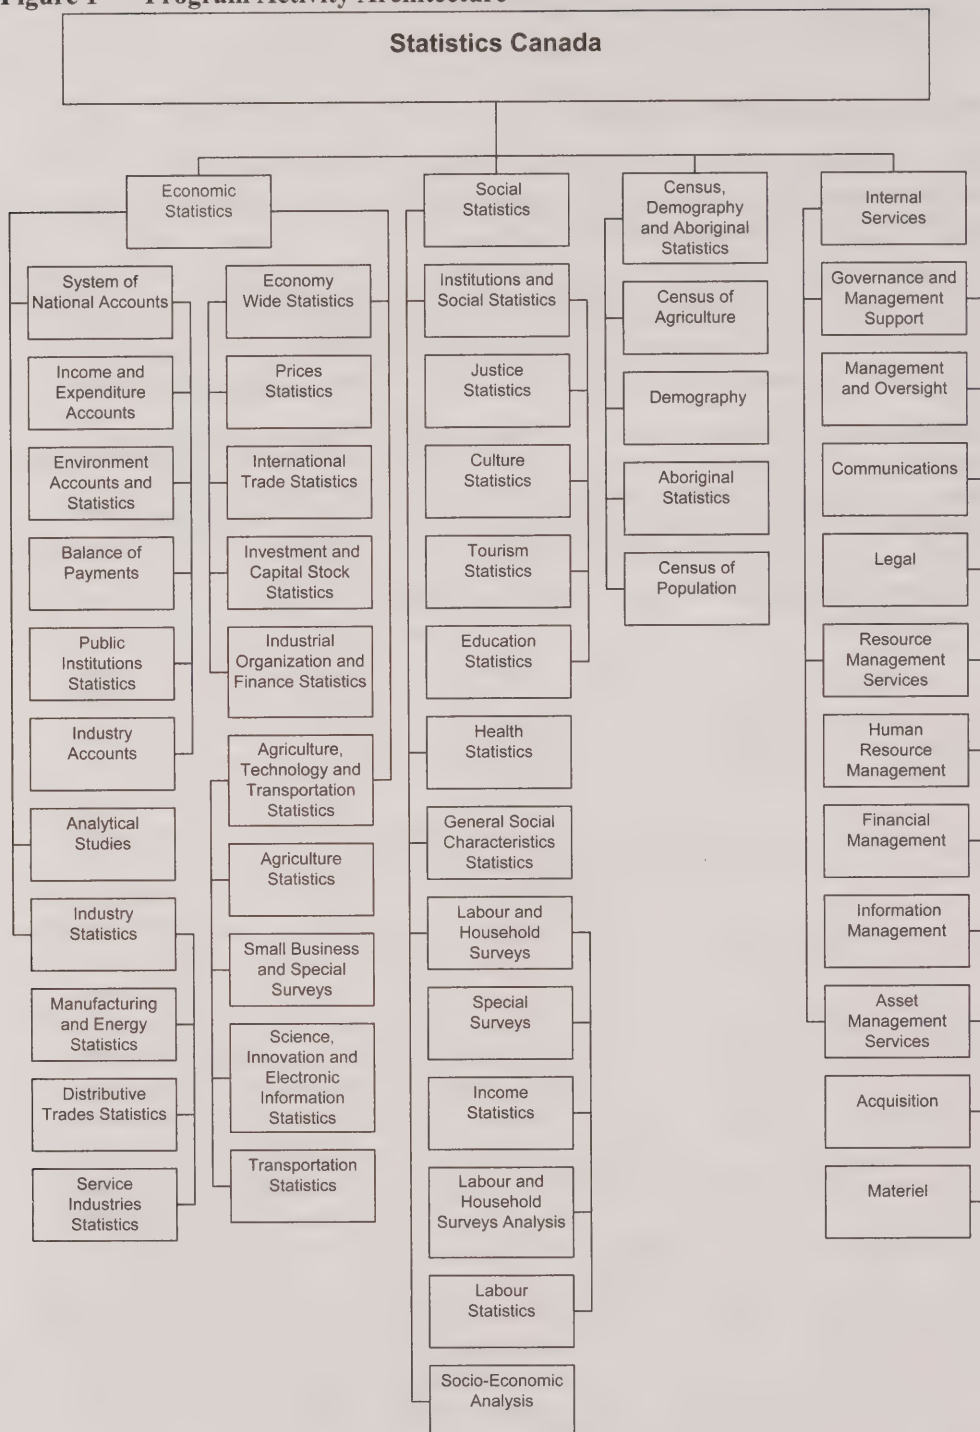 Figure 1 Program Activity Architecture
Statistics Canada
Economic
Statistics
System of
National Accounts
Income and
Expenditure
Accounts
Environment
Accounts and
Statistics
Balance of
Payments
Public
Institutions
Statistics
Industry
Accounts
Analytical
Studies
Industry
Statistics
Manufacturing
and Energy
Statistics
Distributive
Trades Statistics
Service
Industries
Statistics
Economy
Wide Statistics
Prices
Statistics
International
Trade Statistics
Investment and
Capital Stock
Statistics
Industrial
Organization and
Finance Statistics
Agriculture,
Technology and
Transportation
Statistics
Agriculture
Statistics
Small Business
and Special
Surveys
Science,
Innovation and
Electronic
Information
Statistics
Transportation
Statistics
Social
Statistics
Institutions and
Social Statistics
Justice
Statistics
Culture
Statistics
Tourism
Statistics
Education
Statistics
Health
Statistics
General Social
Characteristics
Statistics
Labour and
Household
Surveys
Special
Surveys
Income
Statistics
Labour and
Household
Surveys Analysis
Labour
Statistics
Socio-Economic
Analysis
Census,
Demography
and Aboriginal
Statistics
Census of
Agriculture
Demography
Aboriginal
Statistics
Census of
Population
Internal
Services
Governance and
Management
Support
Management
and Oversight
Communications
Legal
Resource
Management
Services
Human
Resource
Management
Financial
Management
Information
Management
Asset
Management
Services
Acquisition
Materiel